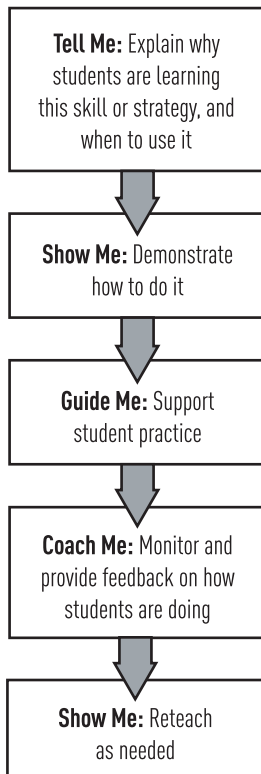 Tell Me: Explain why
students are learning
this skill or strategy, and
when to use it
Show Me: Demonstrate
how to do it
Guide Me: Support
student practice
Coach Me: Monitor and
provide feedback on how
students are doing
Show Me: Reteach
as needed